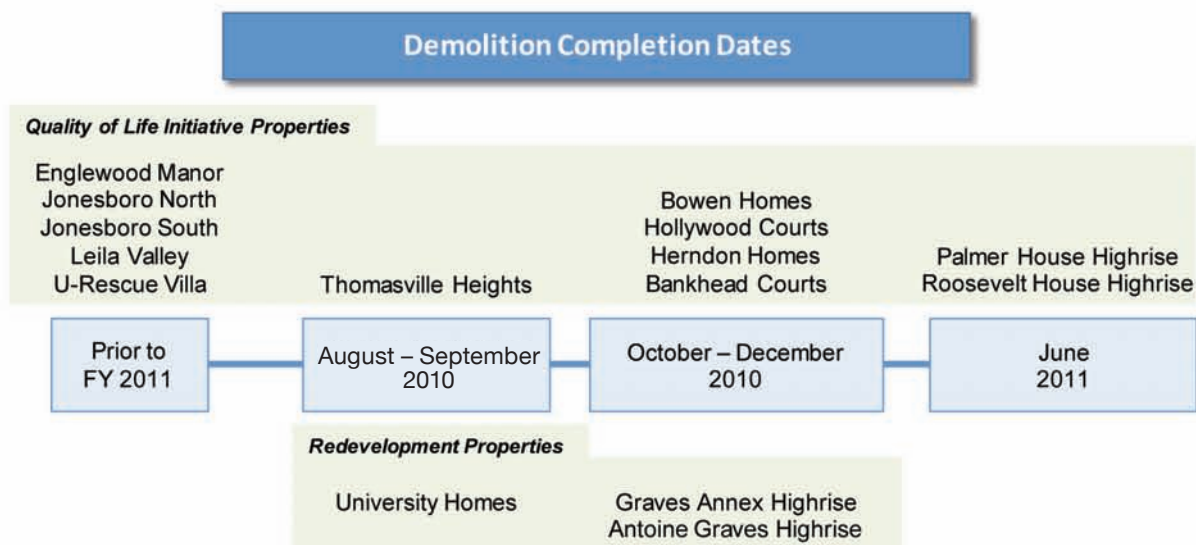 Demolition Completion Dates
Quality of Life Initiative Properties
Englewood Manor
Jonesboro North
Jonesboro South
Leila Valley
U-Rescue Villa
Thomasville Heights
Bowen Homes
Hollywood Courts
Herndon Homes
Bankhead Courts
Palmer House Highrise
Roosevelt House Highrise
Prior to
FY 2011
August – September
2010
October – December
2010
June
2011
Redevelopment Properties
University Homes
Graves Annex Highrise
Antoine Graves Highrise